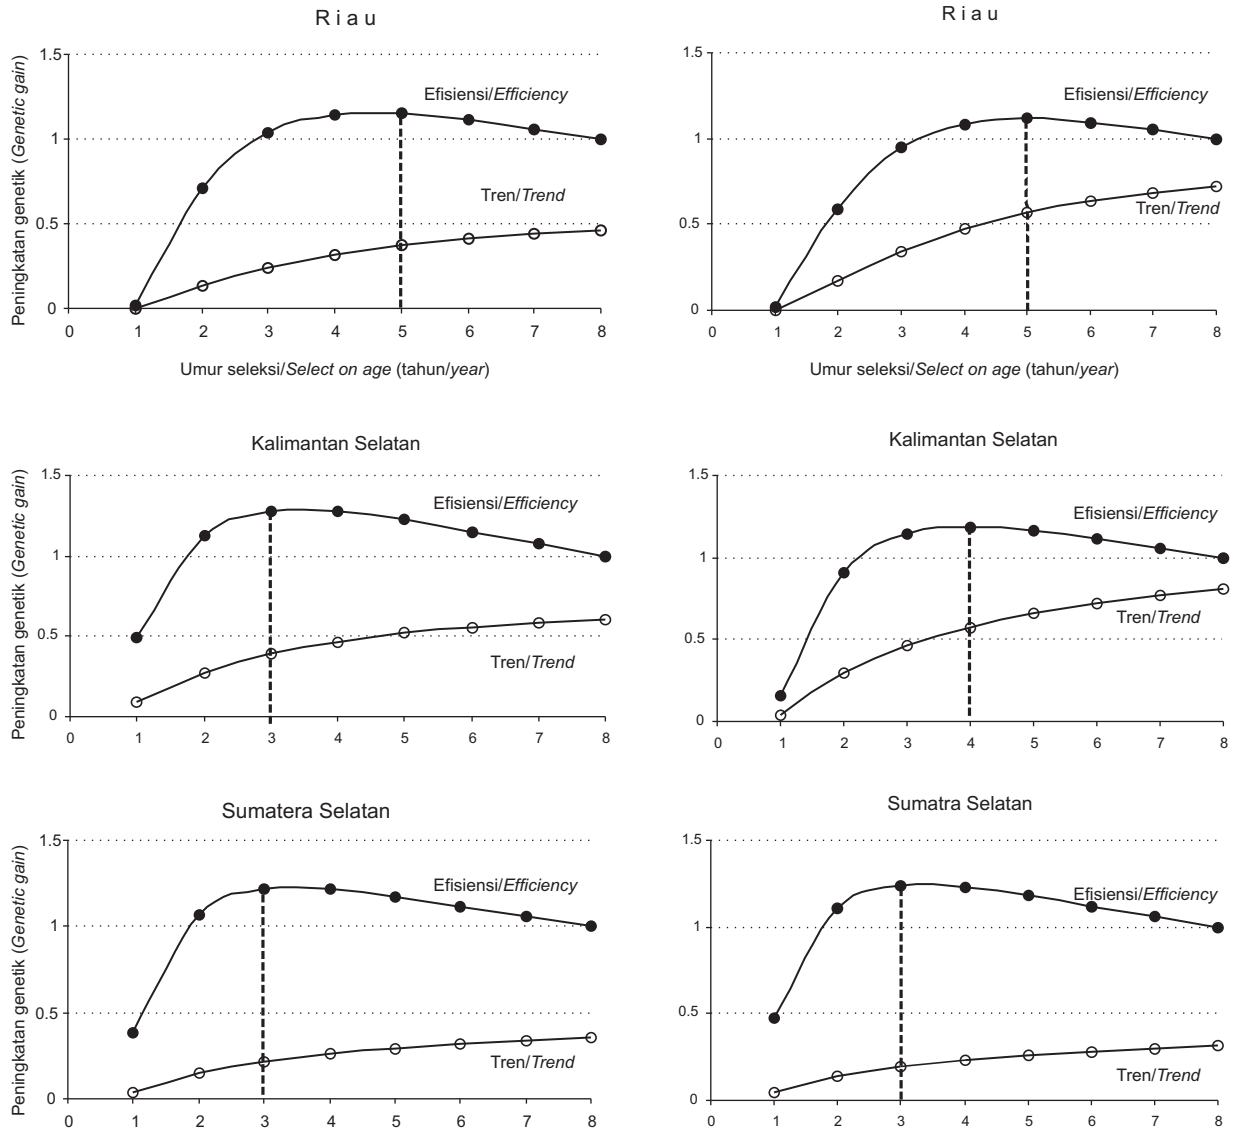 R i a u
Peningkatan genetik (Genetic gain)
1.5
1
0.5
0
Efisiensi/Efficiency
Tren/Trend
0 1 2 3 4 5 6 7 8
Umur seleksi/Select on age (tahun/year)
R i a u
1.5
1
0.5
0
Efisiensi/Efficiency
Tren/Trend
0 1 2 3 4 5 6 7 8
Umur seleksi/Select on age (tahun/year)
Kalimantan Selatan
Peningkatan genetik (Genetic gain)
1.5
1
0.5
0
Efisiensi/Efficiency
Tren/Trend
0 1 2 3 4 5 6 7 8
Kalimantan Selatan
1.5
1
0.5
0
Efisiensi/Efficiency
Tren/Trend
0 1 2 3 4 5 6 7 8
Sumatera Selatan
Peningkatan genetik (Genetic gain)
1.5
1
0.5
0
Efisiensi/Efficiency
Tren/Trend
0 1 2 3 4 5 6 7 8
Sumatra Selatan
1.5
1
0.5
0
Efisiensi/Efficiency
Tren/Trend
0 1 2 3 4 5 6 7 8